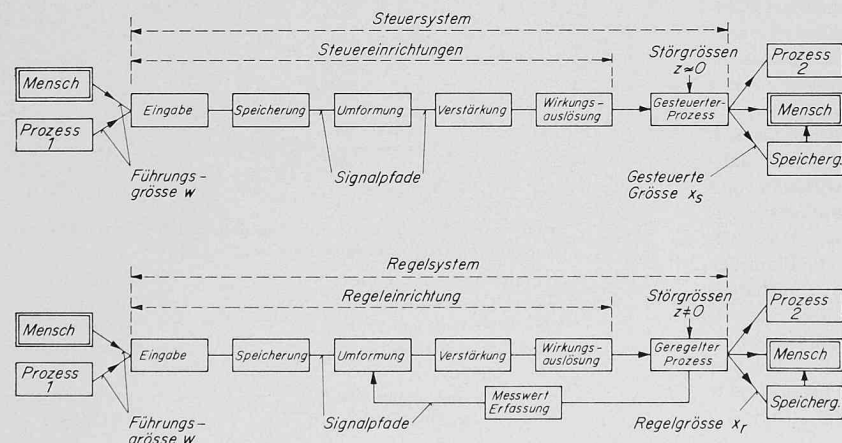 Steuersystem
Steuereinrichtungen
Störgrössen
z≈0
Mensch
Prozess
1
Eingabe
Speicherung
Umformung
Verstärkung
Wirkungs-
auslösung
Gesteuerter-
Prozess
Prozess
2
Mensch
Speicherg.
Führungs-
grösse w
Signalpfade
Gesteuerte
Grösse xs
Regelsystem
Regeleinrichtung
Störgrössen
z≠0
Mensch
Prozess
1
Eingabe
Speicherung
Umformung
Verstärkung
Wirkungs-
auslösung
Geregelter
Prozess
Prozess
2
Mensch
Speicherg.
Messwert
Erfassung
Führungs-
grösse w
Signalpfade
Regelgrösse xr